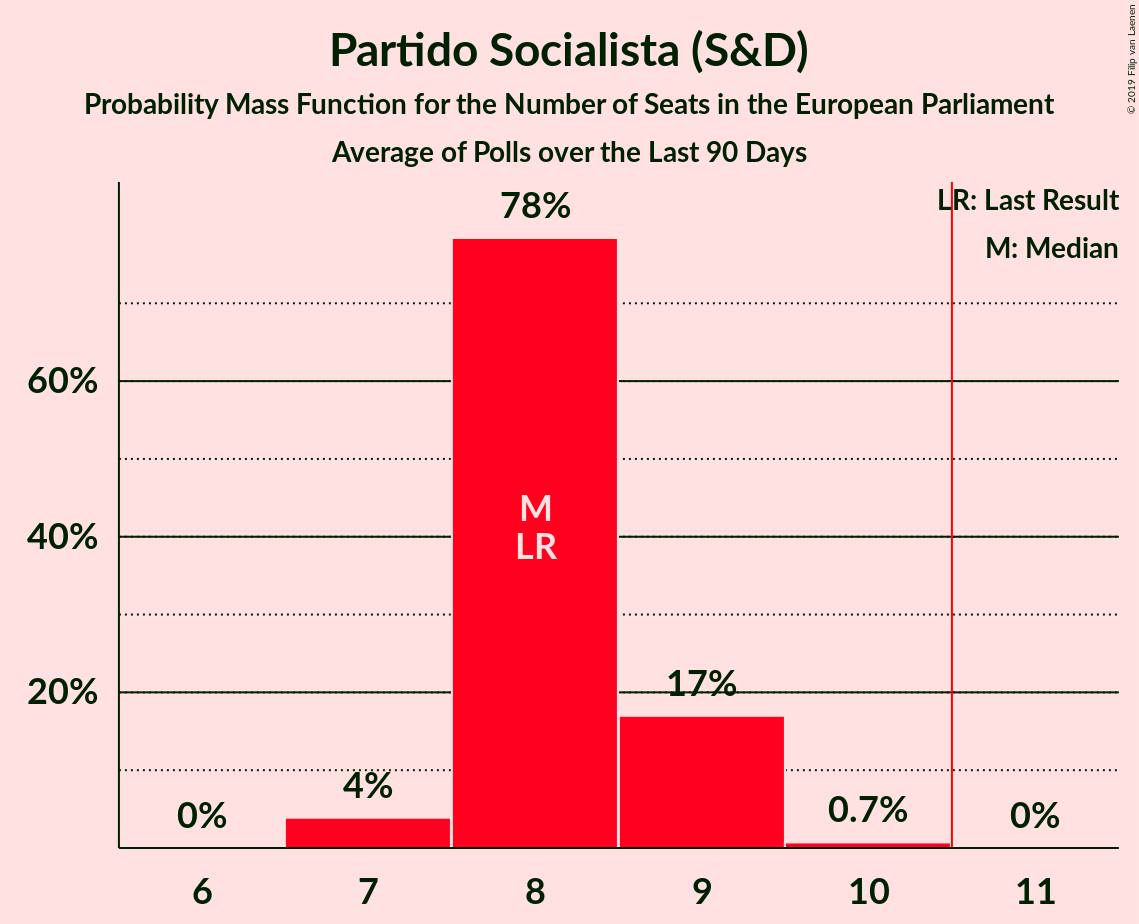 Partido Socialista (S&D)
Probability Mass Function for the Number of Seats in the European Parliament
Average of Polls over the Last 90 Days
© 2019 Filip van Laenen
LR: Last Result
M: Median
78%
60%
40%
20%
M
LR
0%
4%
17%
0.7%
0%
6
7
8
9
10
11